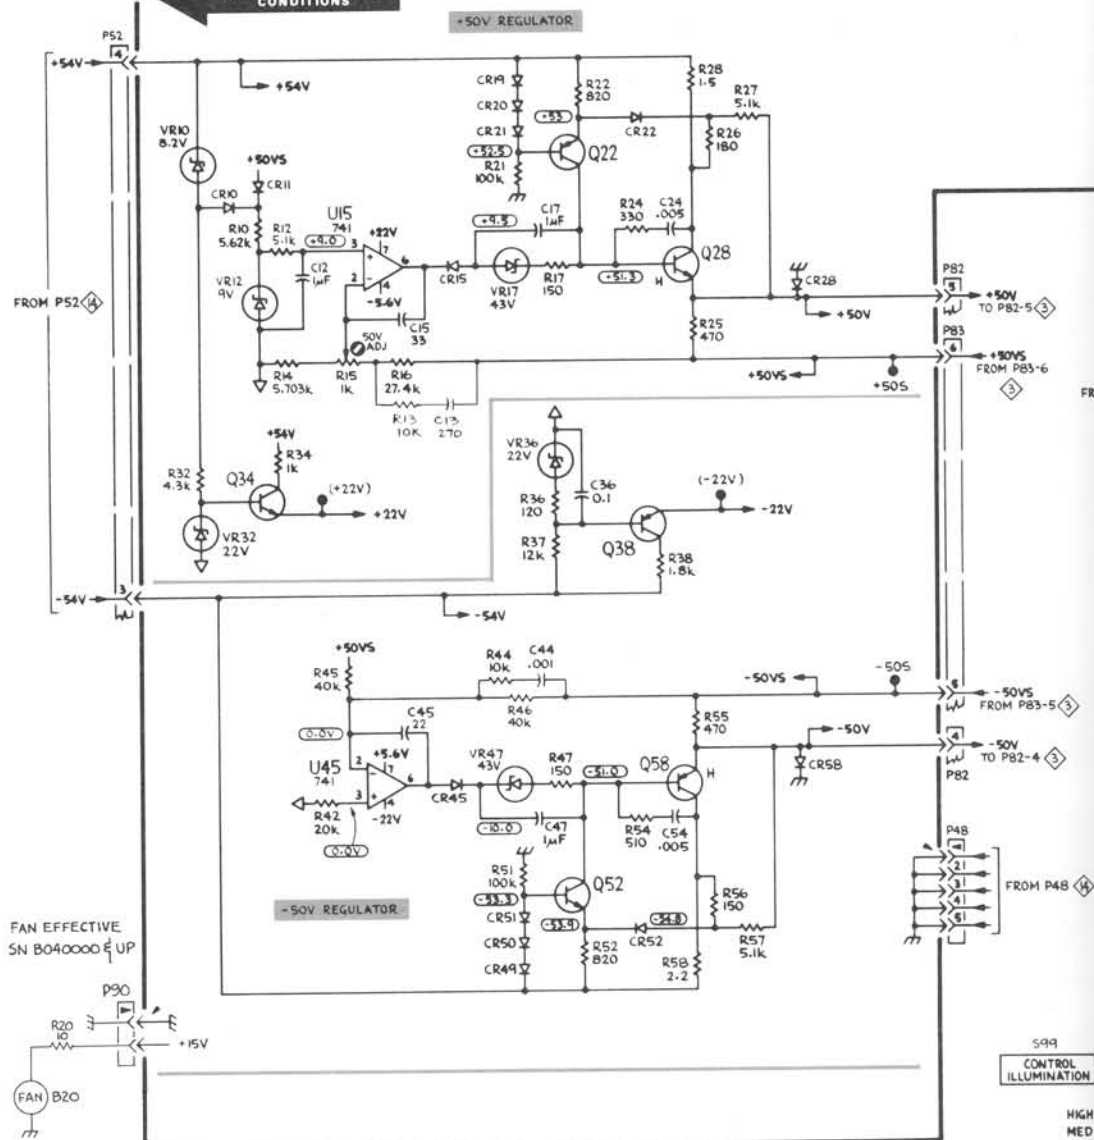 CONDITIONS
+50V REGULATOR
P52
4
+54V
+54V
VR10
8.2V
+50VS
CR10
CR11
R10
5.62k
R12
5.1k
+9.0
U15
741
+22V
3
7
6
2
4
-5.6V
C12
1µF
VR12
9V
FROM P52 14
CR19
CR20
CR21
+52.5
R21
100k
R22
820
+53
Q22
CR22
R28
1.5
R27
5.1k
R26
180
C17
1µF
+9.5
CR15
VR17
43V
R17
150
R24
330
C24
.005
+51.3
Q28
H
CR28
P82
5
+50V
TO P82-5 3
+50V
C15
33
50V
ADJ
R14
5.703k
R15
1k
R16
27.4k
R13
10K
C13
270
R25
470
P83
6
+50VS
FROM P83-6
3
+50VS
+50S
FR
+54V
R34
1k
R32
4.3k
Q34
(+22V)
+22V
VR32
22V
VR36
22V
R36
120
C36
0.1
R37
12k
Q38
R38
1.8k
(-22V)
-22V
3
-54V
-54V
+50VS
R45
40k
R44
10k
C44
.001
R46
40k
-50VS
-50S
5
-50VS
FROM P83-5 3
R55
470
-50V
4
-50V
TO P82-4 3
P82
C45
22
0.0V
U45
741
+5.6V
2
7
6
3
4
-22V
R42
20k
0.0V
CR45
VR47
43V
R47
150
-51.0
Q58
H
CR58
-10.0
C47
1µF
R54
510
C54
.005
R51
100k
-53.3
CR51
CR50
CR49
Q52
-53.9
R52
820
CR52
-54.8
R56
150
R57
5.1k
R58
2.2
-50V REGULATOR
P48
1
2
3
4
5
FROM P48 14
FAN EFFECTIVE
SN B040000 & UP
P90
R20
10
+15V
FAN B20
S99
CONTROL
ILLUMINATION
HIGH
MED